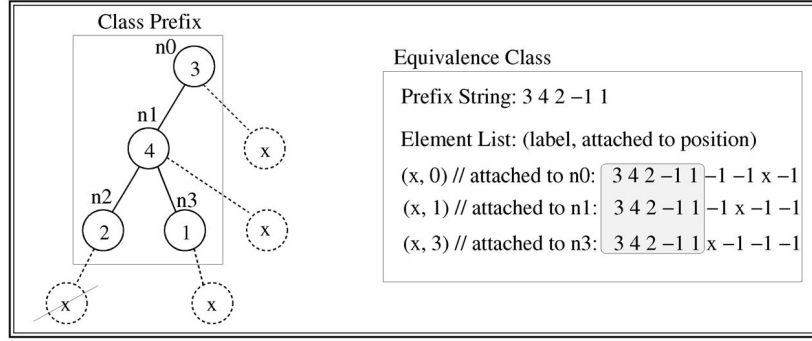 Class Prefix
n0
3
n1
4
x
n2
n3
2
1
x
x
x
Equivalence Class
Prefix String: 3 4 2 −1 1
Element List: (label, attached to position)
(x, 0) // attached to n0: 3 4 2 −1 1 −1 −1 x −1
(x, 1) // attached to n1: 3 4 2 −1 1 −1 x −1 −1
(x, 3) // attached to n3: 3 4 2 −1 1 x −1 −1 −1